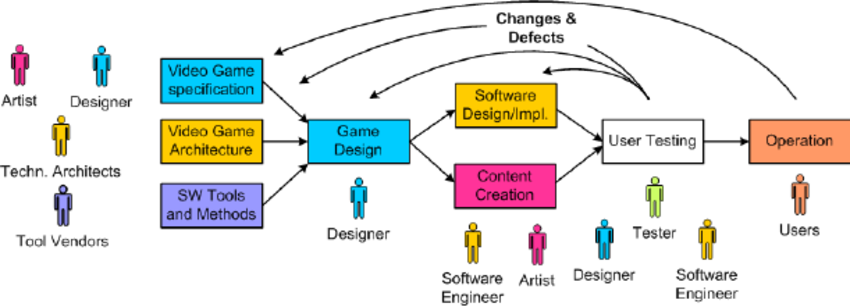 Changes &
Defects
Artist
Designer
Techn. Architects
Tool Vendors
Video Game
specification
Video Game
Architecture
SW Tools
and Methods
Game
Design
Designer
Software
Design/Impl.
Content
Creation
User Testing
Operation
Software
Engineer
Artist
Designer
Tester
Software
Engineer
Users